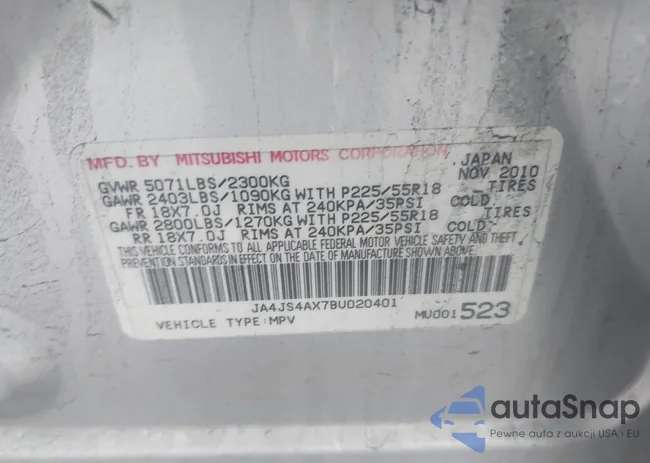 MFD. BY MITSUBISHI MOTORS CORPORATION JAPAN
GVWR 5071LBS/2300KG NOV 2010
GAWR 2403LBS/1090KG WITH P225/55R18
FR 18X7.0J RIMS AT 240KPA/35PSI COLD
GAWR 2800LBS/1270KG WITH P225/55R18
RR 18X7.0J RIMS AT 240KPA/35PSI COLD
THIS VEHICLE CONFORMS TO ALL APPLICABLE FEDERAL MOTOR VEHICLE SAFETY AND THEFT
PREVENTION STANDARDS IN EFFECT ON THE DATE OF MANUFACTURE SHOWN ABOVE.
JA4JS4AX7BU020401
VEHICLE TYPE:MPV MU001 523
autaSnap
Pewne auta z aukcji USA i EU